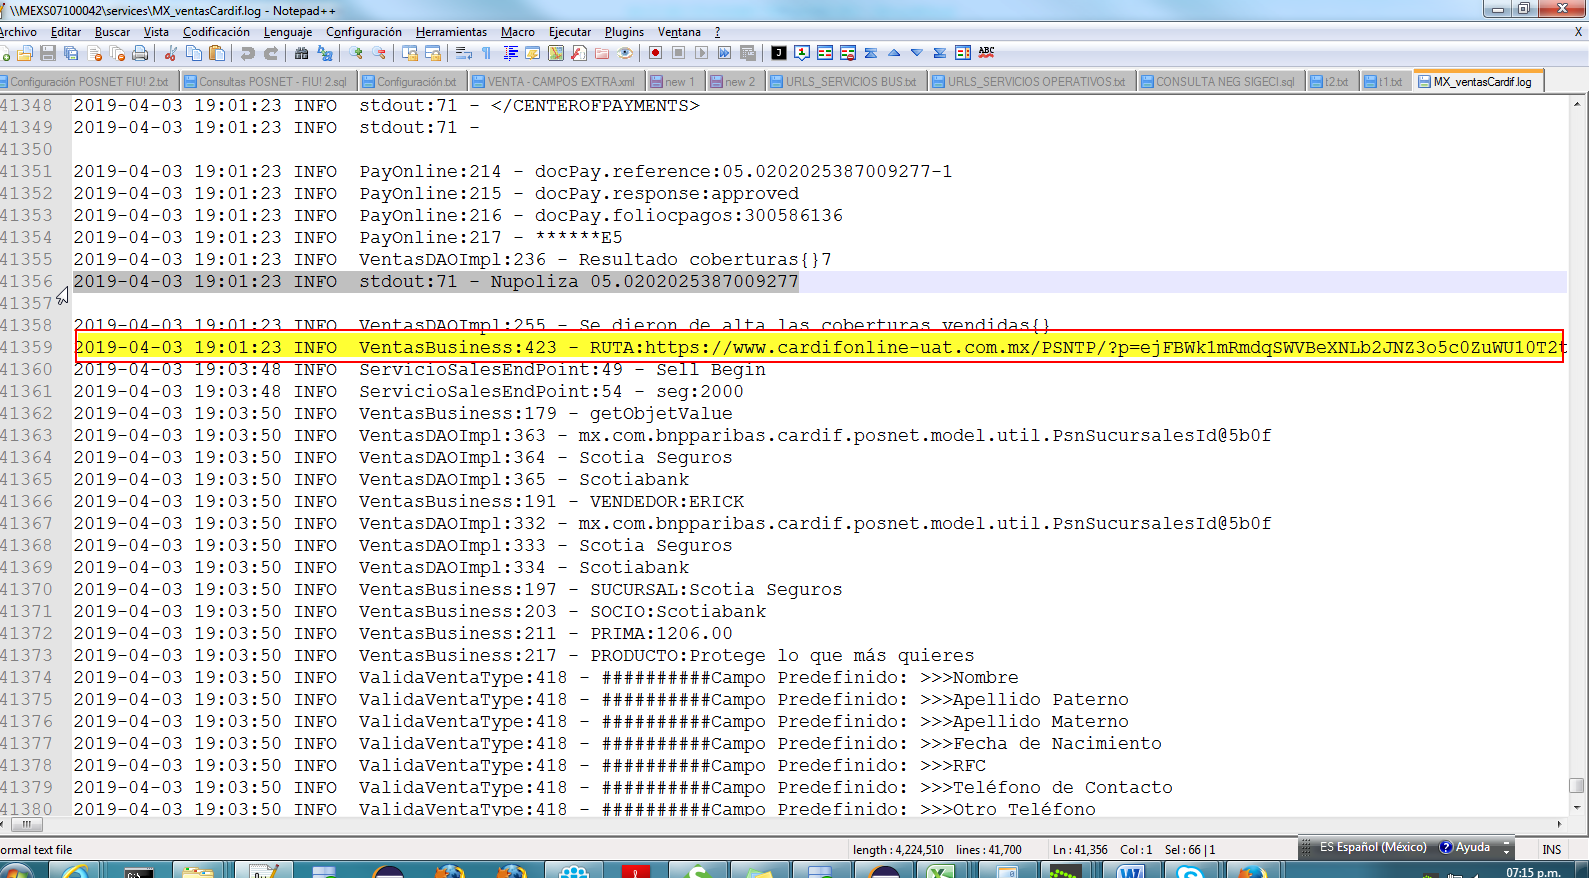 \\MEXS07100042\services\MX_ventasCardif.log - Notepad++
Archivo Editar Buscar Vista Codificación Lenguaje Configuración Herramientas Macro Ejecutar Plugins Ventana ? X
Configuración POSNET FIU! 2.txt Consultas POSNET - FIU! 2.sql Configuración.txt VENTA - CAMPOS EXTRA.xml new 1 new 2 URLS_SERVICIOS BUS.txt URLS_SERVICIOS OPERATIVOS.txt CONSULTA NEG SIGECI.sql t2.txt t1.txt MX_ventasCardif.log
41348 2019-04-03 19:01:23 INFO stdout:71 - </CENTEROFPAYMENTS>
41349 2019-04-03 19:01:23 INFO stdout:71 -
41350
41351 2019-04-03 19:01:23 INFO PayOnline:214 - docPay.reference:05.0202025387009277-1
41352 2019-04-03 19:01:23 INFO PayOnline:215 - docPay.response:approved
41353 2019-04-03 19:01:23 INFO PayOnline:216 - docPay.foliocpagos:300586136
41354 2019-04-03 19:01:23 INFO PayOnline:217 - ******E5
41355 2019-04-03 19:01:23 INFO VentasDAOImpl:236 - Resultado coberturas{}7
41356 2019-04-03 19:01:23 INFO stdout:71 - Nupoliza 05.0202025387009277
41357
41358 2019-04-03 19:01:23 INFO VentasDAOImpl:255 - Se dieron de alta las coberturas vendidas{}
41359 2019-04-03 19:01:23 INFO VentasBusiness:423 - RUTA:https://www.cardifonline-uat.com.mx/PSNTP/?p=ejFBWk1mRmdqSWVBeXNLb2JNZ3o5c0ZuWU10T2t
41360 2019-04-03 19:03:48 INFO ServicioSalesEndPoint:49 - Sell Begin
41361 2019-04-03 19:03:48 INFO ServicioSalesEndPoint:54 - seg:2000
41362 2019-04-03 19:03:50 INFO VentasBusiness:179 - getObjetValue
41363 2019-04-03 19:03:50 INFO VentasDAOImpl:363 - mx.com.bnpparibas.cardif.posnet.model.util.PsnSucursalesId@5b0f
41364 2019-04-03 19:03:50 INFO VentasDAOImpl:364 - Scotia Seguros
41365 2019-04-03 19:03:50 INFO VentasDAOImpl:365 - Scotiabank
41366 2019-04-03 19:03:50 INFO VentasBusiness:191 - VENDEDOR:ERICK
41367 2019-04-03 19:03:50 INFO VentasDAOImpl:332 - mx.com.bnpparibas.cardif.posnet.model.util.PsnSucursalesId@5b0f
41368 2019-04-03 19:03:50 INFO VentasDAOImpl:333 - Scotia Seguros
41369 2019-04-03 19:03:50 INFO VentasDAOImpl:334 - Scotiabank
41370 2019-04-03 19:03:50 INFO VentasBusiness:197 - SUCURSAL:Scotia Seguros
41371 2019-04-03 19:03:50 INFO VentasBusiness:203 - SOCIO:Scotiabank
41372 2019-04-03 19:03:50 INFO VentasBusiness:211 - PRIMA:1206.00
41373 2019-04-03 19:03:50 INFO VentasBusiness:217 - PRODUCTO:Protege lo que más quieres
41374 2019-04-03 19:03:50 INFO ValidaVentaType:418 - ##########Campo Predefinido: >>>Nombre
41375 2019-04-03 19:03:50 INFO ValidaVentaType:418 - ##########Campo Predefinido: >>>Apellido Paterno
41376 2019-04-03 19:03:50 INFO ValidaVentaType:418 - ##########Campo Predefinido: >>>Apellido Materno
41377 2019-04-03 19:03:50 INFO ValidaVentaType:418 - ##########Campo Predefinido: >>>Fecha de Nacimiento
41378 2019-04-03 19:03:50 INFO ValidaVentaType:418 - ##########Campo Predefinido: >>>RFC
41379 2019-04-03 19:03:50 INFO ValidaVentaType:418 - ##########Campo Predefinido: >>>Teléfono de Contacto
41380 2019-04-03 19:03:50 INFO ValidaVentaType:418 - ##########Campo Predefinido: >>>Otro Teléfono
ormal text file length : 4,224,510 lines : 41,700 Ln : 41,356 Col : 1 Sel : 66 | 1 ES Español (México) Ayuda INS
07:15 p.m.